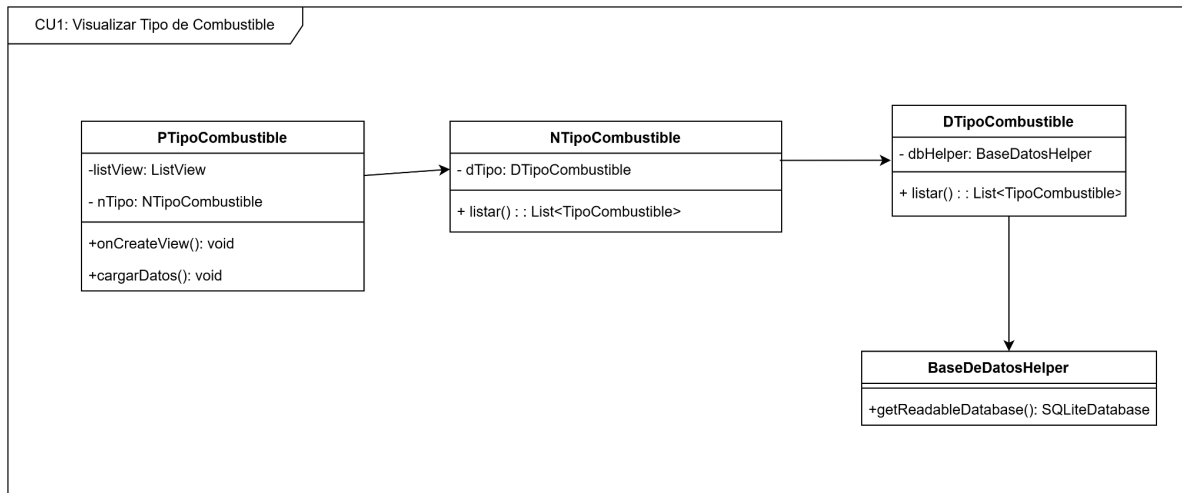 CU1: Visualizar Tipo de Combustible
PTipoCombustible
-listView: ListView
- nTipo: NTipoCombustible
+onCreateView(): void
+cargarDatos(): void
NTipoCombustible
- dTipo: DTipoCombustible
+ listar() : : List<TipoCombustible>
DTipoCombustible
- dbHelper: BaseDatosHelper
+ listar() : : List<TipoCombustible>
BaseDeDatosHelper
+getReadableDatabase(): SQLiteDatabase